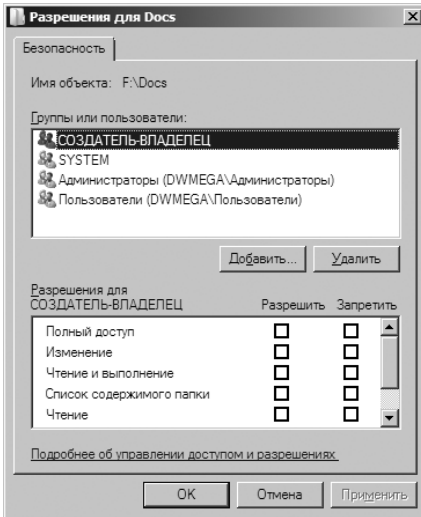 Разрешения для Docs
Безопасность
Имя объекта: F:\Docs
Группы или пользователи:
СОЗДАТЕЛЬ-ВЛАДЕЛЕЦ
SYSTEM
Администраторы (DWMEGA\Администраторы)
Пользователи (DWMEGA\Пользователи)
Добавить... Удалить
Разрешения для
СОЗДАТЕЛЬ-ВЛАДЕЛЕЦ Разрешить Запретить
Полный доступ
Изменение
Чтение и выполнение
Список содержимого папки
Чтение
Подробнее об управлении доступом и разрешениях
ОК Отмена Применить